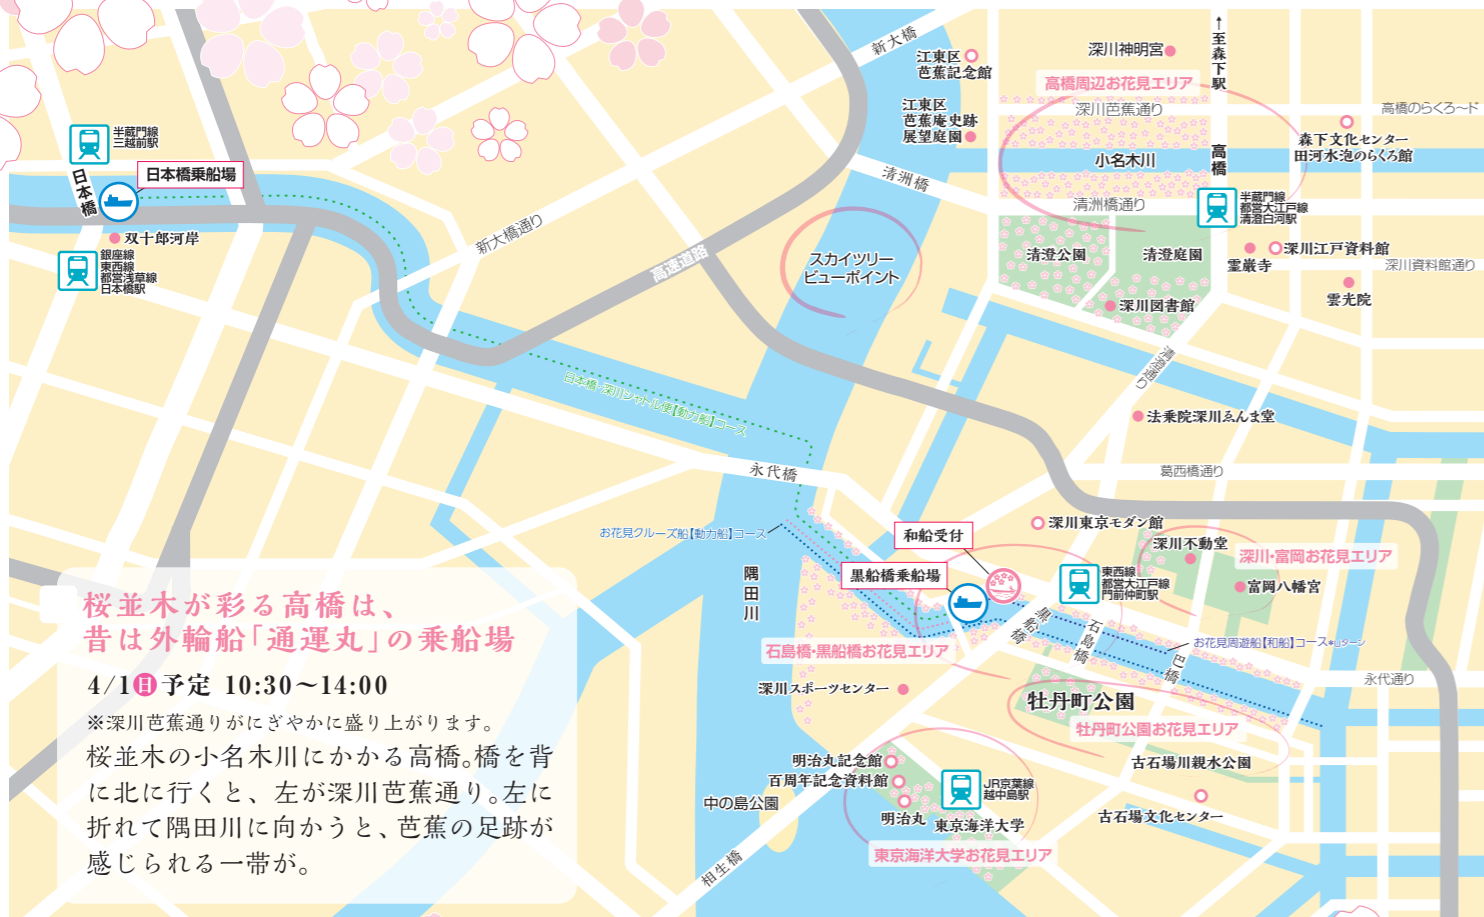 新大橋
江東区
芭蕉記念館
江東区
芭蕉庵史跡
展望庭園
深川神明宮
↑至森下駅
高橋周辺お花見エリア
深川芭蕉通り
高橋のらくろ〜ド
森下文化センター
田河水泡のらくろ館
小名木川
高橋
清洲橋
清洲橋通り
半蔵門線
都営大江戸線
清澄白河駅
半蔵門線
三越前駅
日本橋乗船場
日本橋
双十郎河岸
銀座線
東西線
都営浅草線
日本橋駅
新大橋通り
高速道路
スカイツリー
ビューポイント
清澄公園
清澄庭園
霊巌寺
深川江戸資料館
深川資料館通り
雲光院
深川図書館
清澄通り
法乗院深川ゑんま堂
日本橋・深川シャトル便【動力船】コース
永代橋
葛西橋通り
お花見クルーズ船【動力船】コース
和船受付
深川東京モダン館
深川不動堂
深川・富岡お花見エリア
黒船橋乗船場
東西線
都営大江戸線
門前仲町駅
富岡八幡宮
隅田川
黒船橋
石島橋
巴橋
お花見周遊船【和船】コース*Uターン
石島橋・黒船橋お花見エリア
永代通り
深川スポーツセンター
牡丹町公園
牡丹町公園お花見エリア
古石場川親水公園
明治丸記念館
百周年記念資料館
明治丸
JR京葉線
越中島駅
東京海洋大学
古石場文化センター
中の島公園
東京海洋大学お花見エリア
相生橋
桜並木が彩る高橋は、
昔は外輪船「通運丸」の乗船場
4/1日予定 10:30〜14:00
※深川芭蕉通りがにぎやかに盛り上がります。
桜並木の小名木川にかかる高橋。橋を背
に北に行くと、左が深川芭蕉通り。左に
折れて隅田川に向かうと、芭蕉の足跡が
感じられる一帯が。